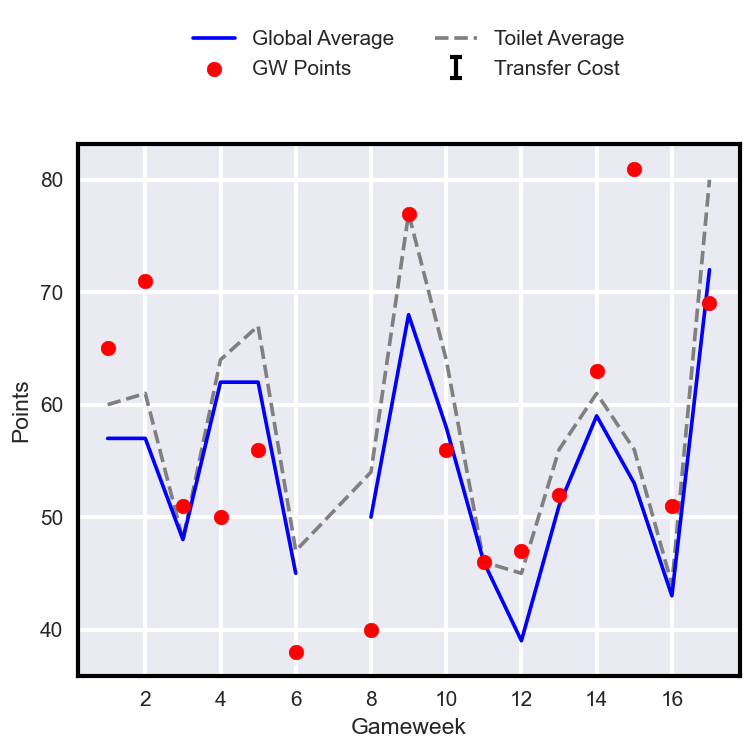 Global Average
Toilet Average
GW Points
Transfer Cost
80
70
60
50
40
Points
2 4 6 8 10 12 14 16
Gameweek